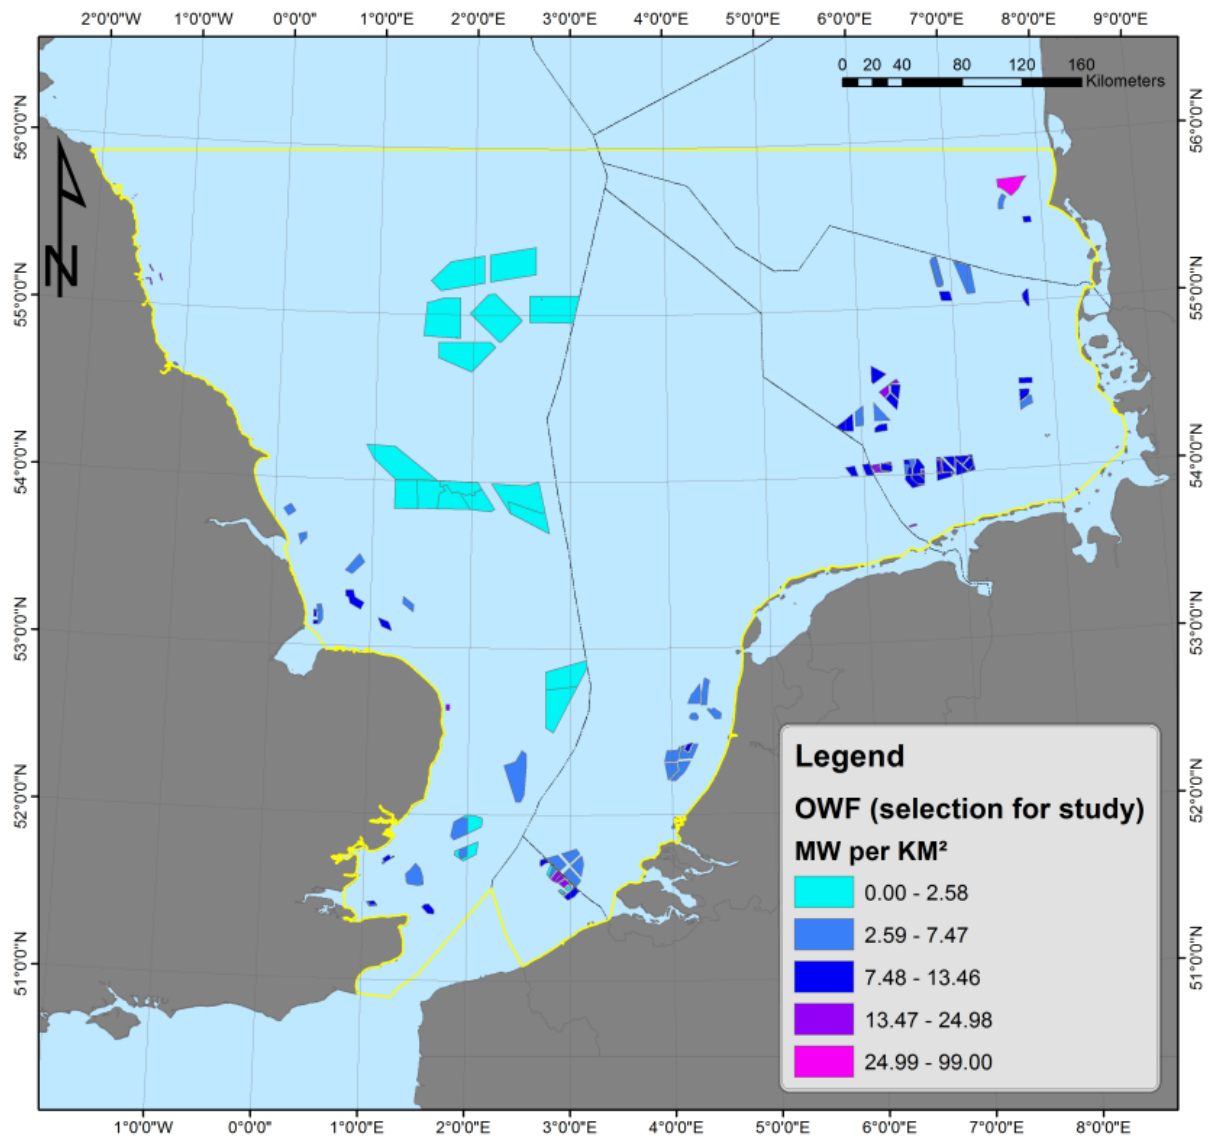 2°0'0"W 1°0'0"W 0°0'0" 1°0'0"E 2°0'0"E 3°0'0"E 4°0'0"E 5°0'0"E 6°0'0"E 7°0'0"E 8°0'0"E 9°0'0"E
0 20 40 80 120 160
Kilometers
56°0'0"N
56°0'0"N
N
55°0'0"N
55°0'0"N
54°0'0"N
54°0'0"N
53°0'0"N
53°0'0"N
52°0'0"N
52°0'0"N
51°0'0"N
51°0'0"N
Legend
OWF (selection for study)
MW per KM²
0.00 - 2.58
2.59 - 7.47
7.48 - 13.46
13.47 - 24.98
24.99 - 99.00
1°0'0"W 0°0'0" 1°0'0"E 2°0'0"E 3°0'0"E 4°0'0"E 5°0'0"E 6°0'0"E 7°0'0"E 8°0'0"E